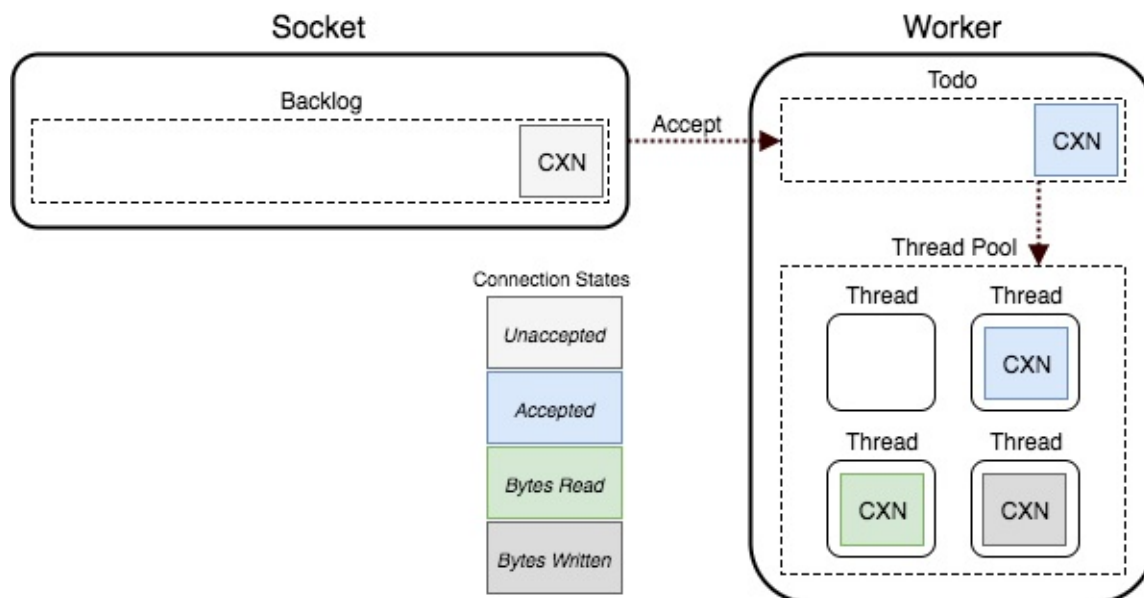 Socket
Worker
Backlog
Todo
CXN
Accept
CXN
Thread Pool
Connection States
Unaccepted
Accepted
Bytes Read
Bytes Written
Thread
Thread
CXN
Thread
Thread
CXN
CXN